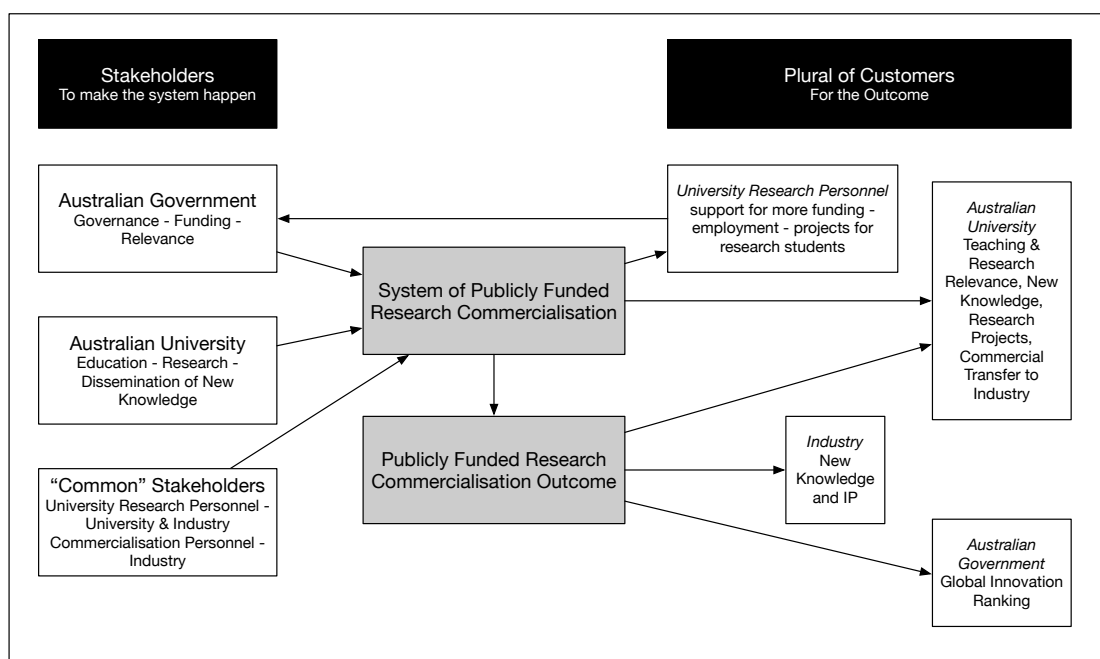 Stakeholders
To make the system happen
Plural of Customers
For the Outcome
Australian Government
Governance - Funding -
Relevance
University Research Personnel
support for more funding -
employment - projects for
research students
Australian
University
Teaching &
Research
Relevance, New
Knowledge,
Research
Projects,
Commercial
Transfer to
Industry
System of Publicly Funded
Research Commercialisation
Australian University
Education - Research -
Dissemination of New
Knowledge
Publicly Funded Research
Commercialisation Outcome
Industry
New
Knowledge
and IP
“Common” Stakeholders
University Research Personnel -
University & Industry
Commercialisation Personnel -
Industry
Australian
Government
Global Innovation
Ranking